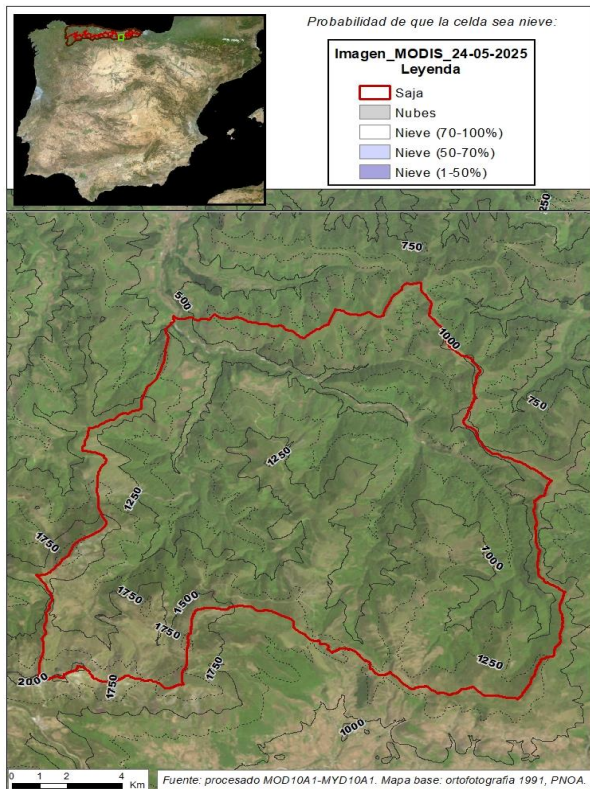 Probabilidad de que la celda sea nieve:
Imagen_MODIS_24-05-2025
Leyenda
Saja
Nubes
Nieve (70-100%)
Nieve (50-70%)
Nieve (1-50%)
250
750
500
1000
750
1250
1250
1750
1000
1750
1500
1750
1750
1250
2000
1750
1000
0 1 2 4
Km
Fuente: procesado MOD10A1-MYD10A1. Mapa base: ortofotografia 1991, PNOA.